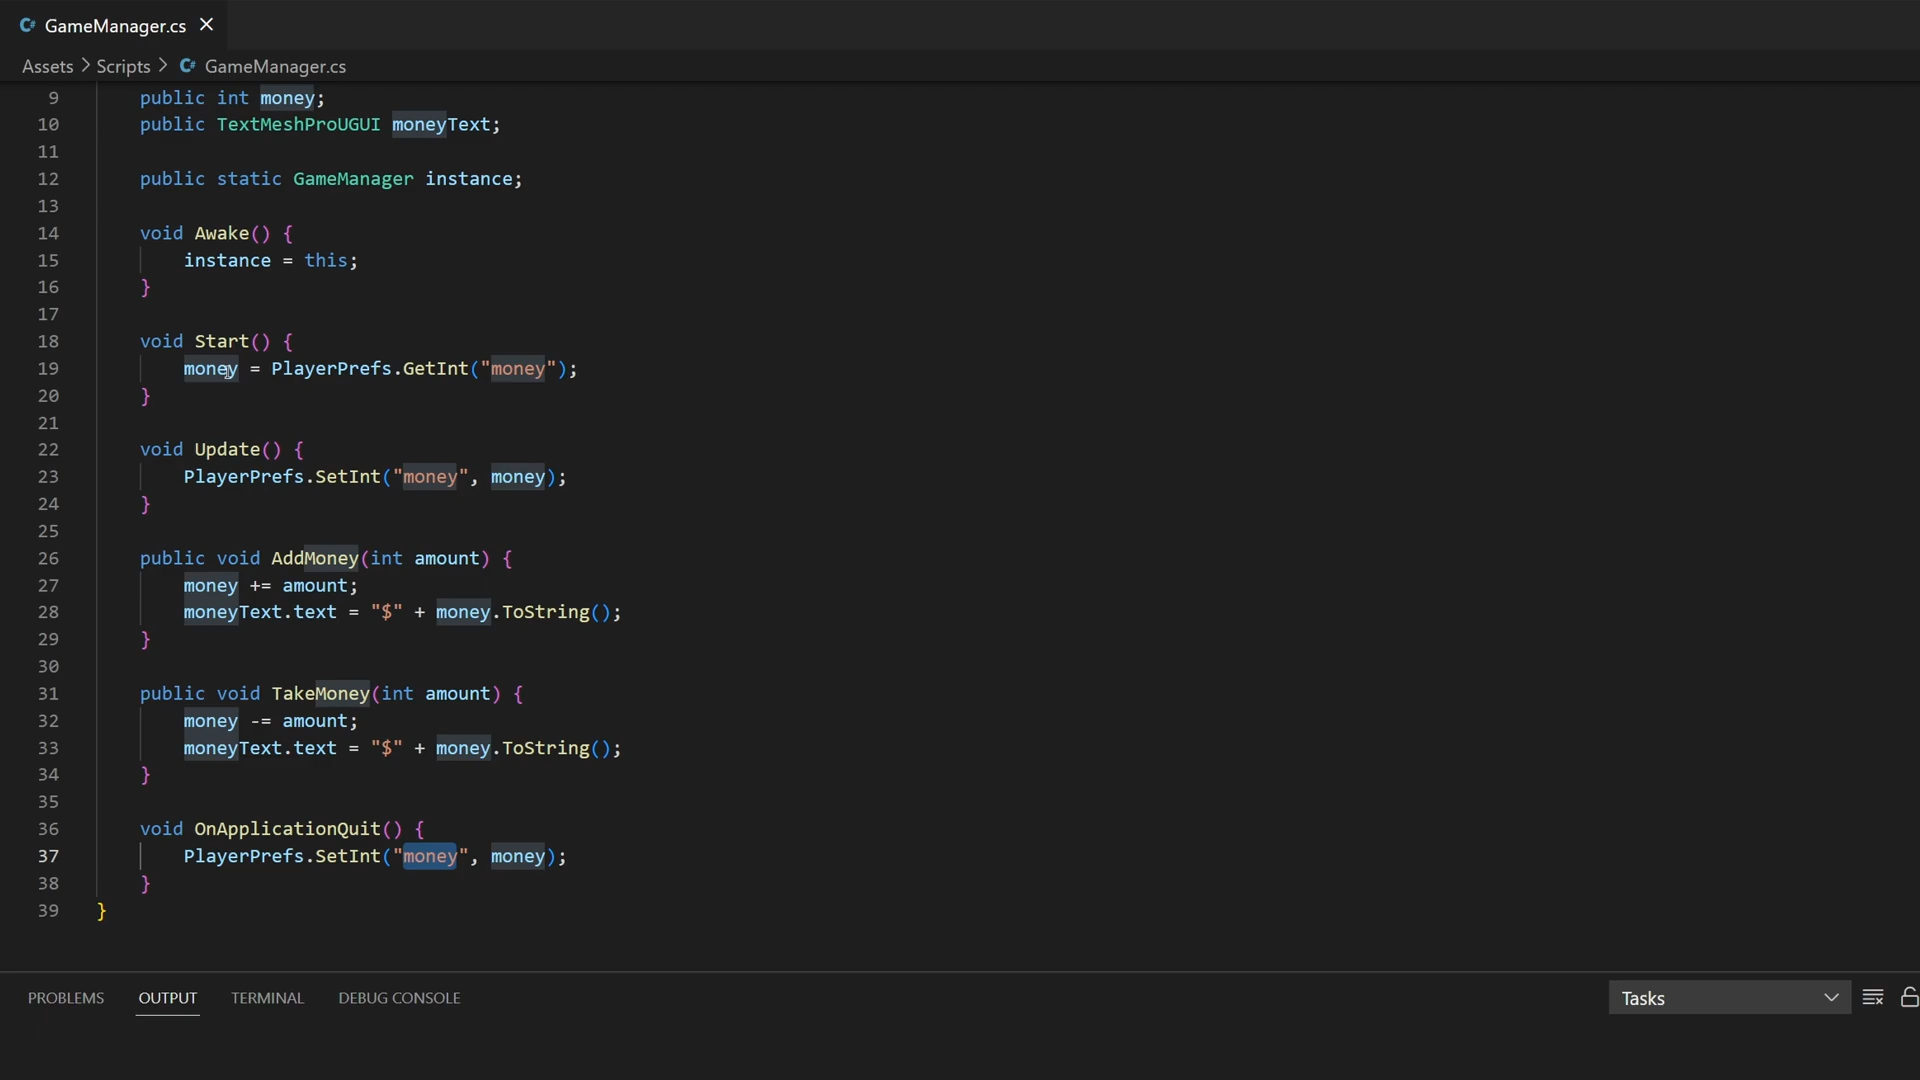 GameManager.cs
Assets > Scripts > GameManager.cs
9 public int money;
10 public TextMeshProUGUI moneyText;
11
12 public static GameManager instance;
13
14 void Awake() {
15 instance = this;
16 }
17
18 void Start() {
19 money = PlayerPrefs.GetInt("money");
20 }
21
22 void Update() {
23 PlayerPrefs.SetInt("money", money);
24 }
25
26 public void AddMoney(int amount) {
27 money += amount;
28 moneyText.text = "$" + money.ToString();
29 }
30
31 public void TakeMoney(int amount) {
32 money -= amount;
33 moneyText.text = "$" + money.ToString();
34 }
35
36 void OnApplicationQuit() {
37 PlayerPrefs.SetInt("money", money);
38 }
39 }
PROBLEMS OUTPUT TERMINAL DEBUG CONSOLE Tasks